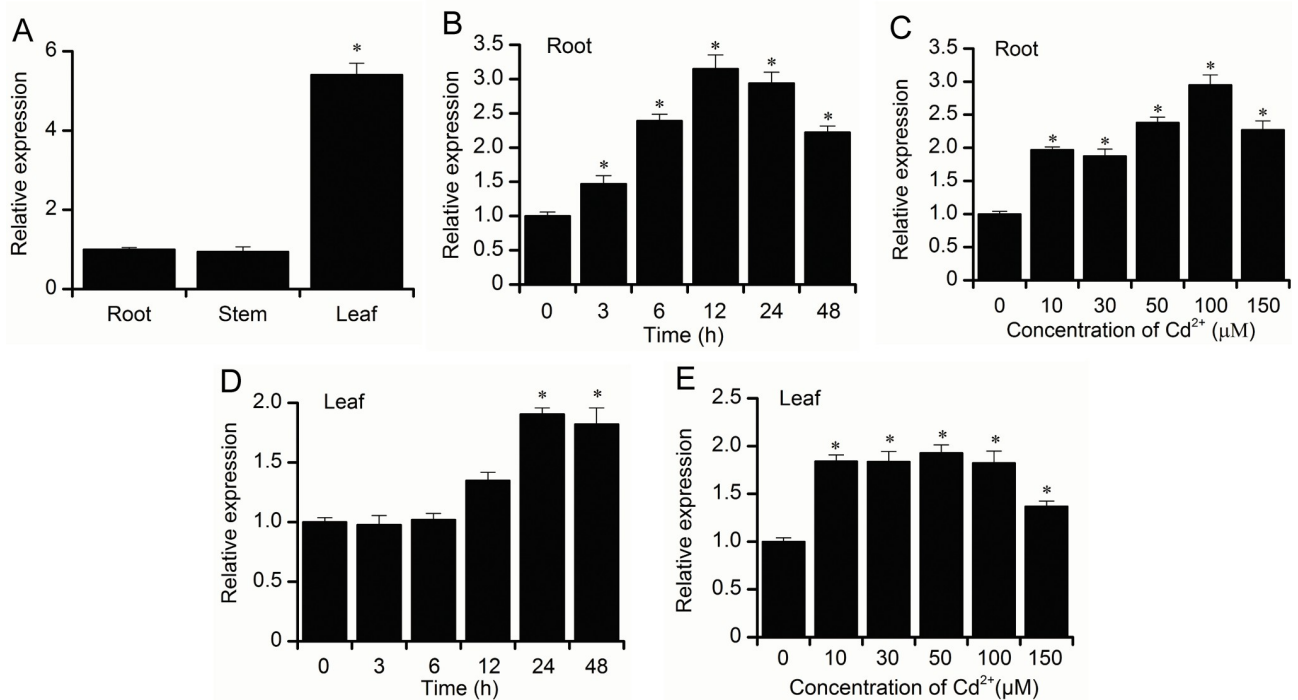 A
Relative expression
6
4
2
0
*
Root Stem Leaf
B
Root
Relative expression
3.5
3.0
2.5
2.0
1.5
1.0
0.5
0
* * * * *
0 3 6 12 24 48
Time (h)
C
Root
Relative expression
3.5
3.0
2.5
2.0
1.5
1.0
0.5
0
* * * * *
0 10 30 50 100 150
Concentration of Cd²⁺ (μM)
D
Leaf
Relative expression
2.0
1.5
1.0
0.5
0
* *
0 3 6 12 24 48
Time (h)
E
Leaf
Relative expression
2.5
2.0
1.5
1.0
0.5
0
* * * * *
0 10 30 50 100 150
Concentration of Cd²⁺(μM)